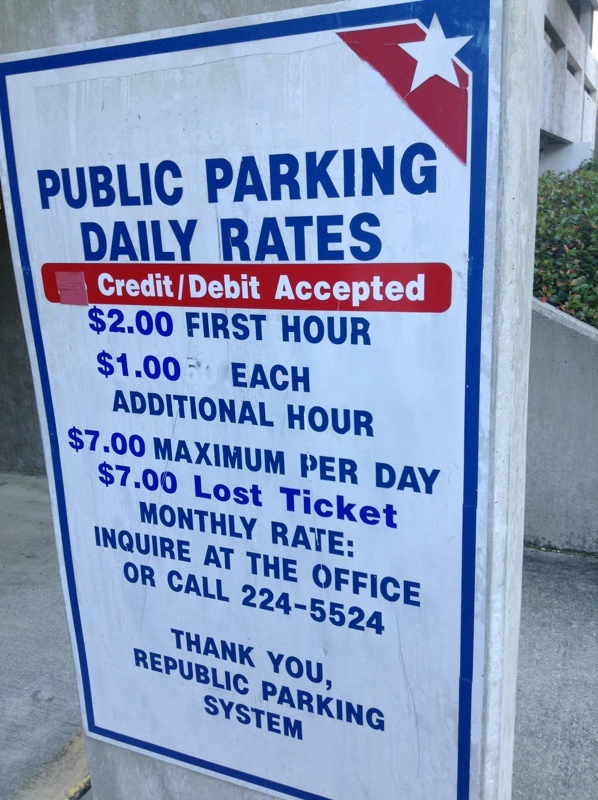 PUBLIC PARKING
DAILY RATES
Credit/Debit Accepted
$2.00 FIRST HOUR
$1.00 EACH
ADDITIONAL HOUR
$7.00 MAXIMUM PER DAY
$7.00 Lost Ticket
MONTHLY RATE:
INQUIRE AT THE OFFICE
OR CALL 224-5524
THANK YOU,
REPUBLIC PARKING
SYSTEM